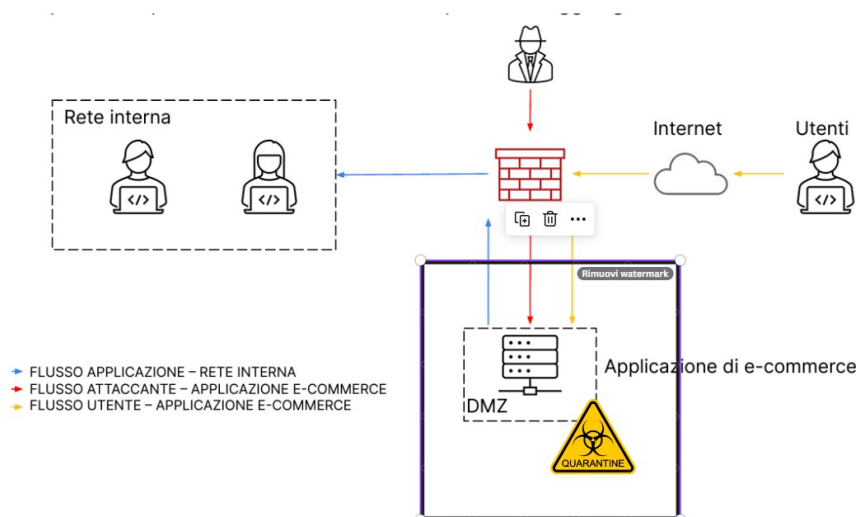 Rete interna
Internet
Utenti
Rimuovi watermark
Applicazione di e-commerce
DMZ
QUARANTINE
FLUSSO APPLICAZIONE – RETE INTERNA
FLUSSO ATTACCANTE – APPLICAZIONE E-COMMERCE
FLUSSO UTENTE – APPLICAZIONE E-COMMERCE